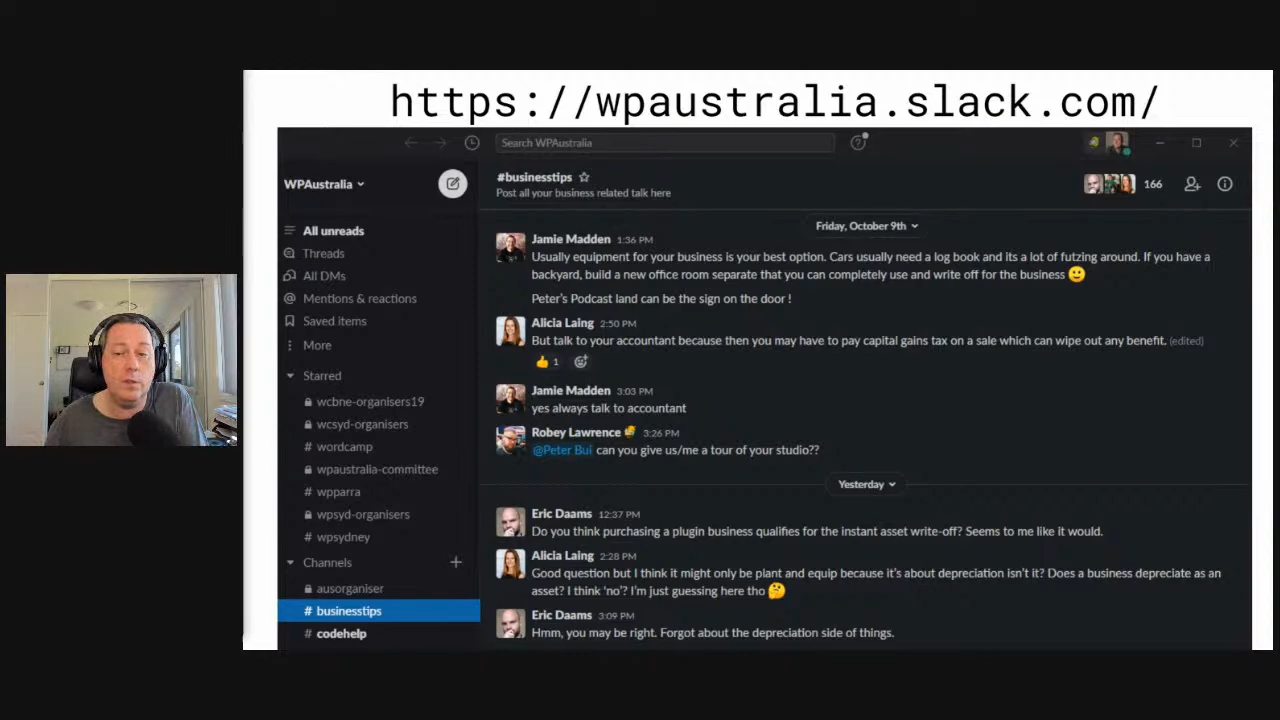 https://wpaustralia.slack.com/
Search WPAustralia
WPAustralia
#businesstips
Post all your business related talk here
166
All unreads
Threads
All DMs
Mentions & reactions
Saved items
More
Starred
wcbne-organisers19
wcsyd-organisers
# wordcamp
wpaustralia-committee
# wpparra
wpsyd-organisers
# wpsydney
Channels
ausorganiser
# businesstips
# codehelp
Friday, October 9th
Jamie Madden 1:36 PM
Usually equipment for your business is your best option. Cars usually need a log book and its a lot of futzing around. If you have a
backyard, build a new office room separate that you can completely use and write off for the business
Peter's Podcast land can be the sign on the door !
Alicia Laing 2:50 PM
But talk to your accountant because then you may have to pay capital gains tax on a sale which can wipe out any benefit. (edited)
1
Jamie Madden 3:03 PM
yes always talk to accountant
Robey Lawrence 3:26 PM
@Peter Bui can you give us/me a tour of your studio??
Yesterday
Eric Daams 12:37 PM
Do you think purchasing a plugin business qualifies for the instant asset write-off? Seems to me like it would.
Alicia Laing 2:28 PM
Good question but I think it might only be plant and equip because it's about depreciation isn't it? Does a business depreciate as an
asset? I think 'no'? I'm just guessing here tho
Eric Daams 3:09 PM
Hmm, you may be right. Forgot about the depreciation side of things.